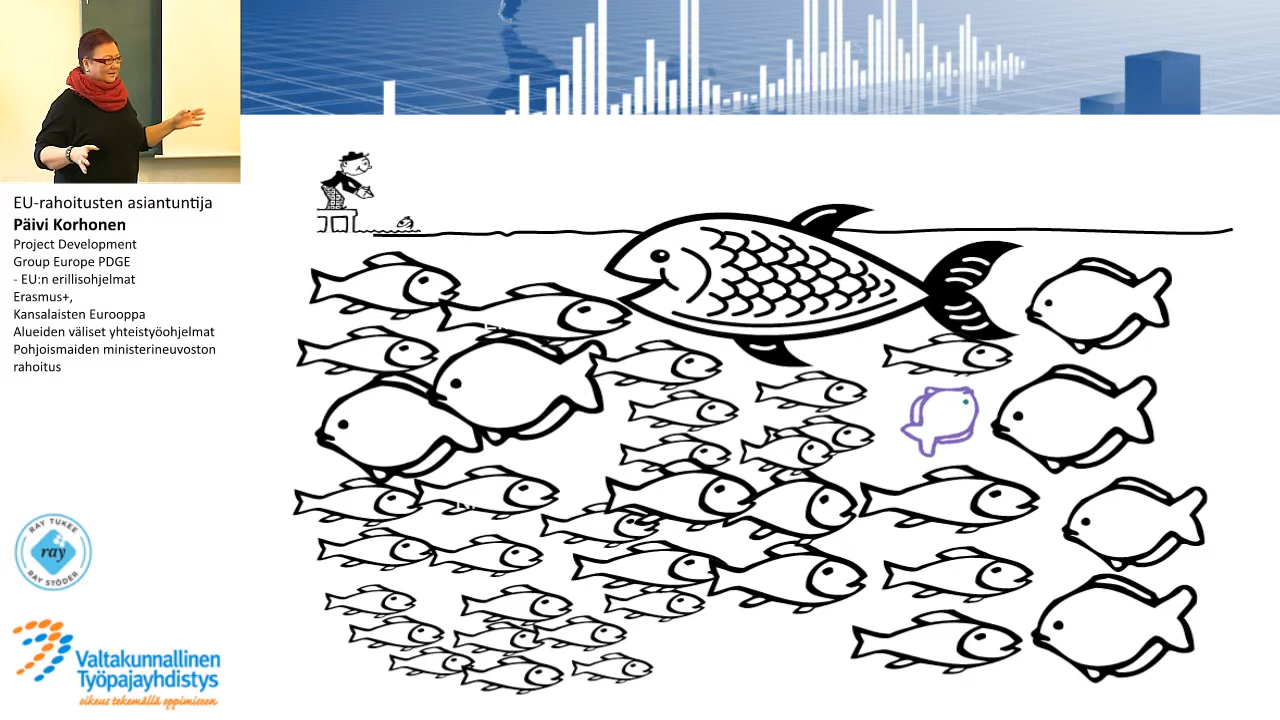 EU-rahoitusten asiantuntija
Päivi Korhonen
Project Development
Group Europe PDGE
- EU:n erillisohjelmat
Erasmus+,
Kansalaisten Eurooppa
Alueiden väliset yhteistyöohjelmat
Pohjoismaiden ministerineuvoston
rahoitus
RAY TUKEE
ray
RAY STÖDER
Valtakunnallinen
Työpajayhdistys
oikeus tekemällä oppimiseen